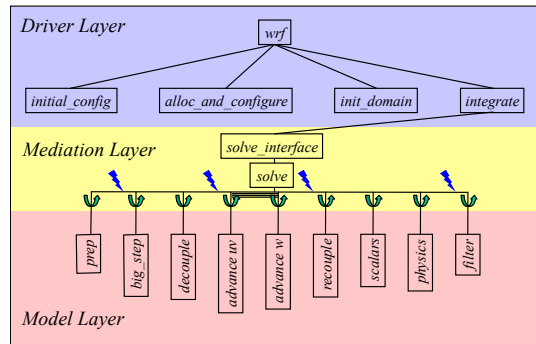 Driver Layer
wrf
initial_config
alloc_and_configure
init_domain
integrate
solve_interface
Mediation Layer
solve
prep
big_step
decouple
advance uv
advance w
recouple
scalars
physics
filter
Model Layer